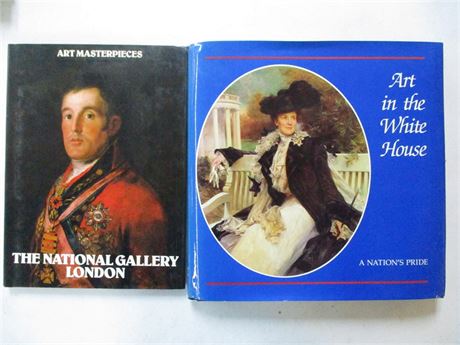 ART MASTERPIECES
THE NATIONAL GALLERY
LONDON
Art
in the
White
House
A NATION'S PRIDE